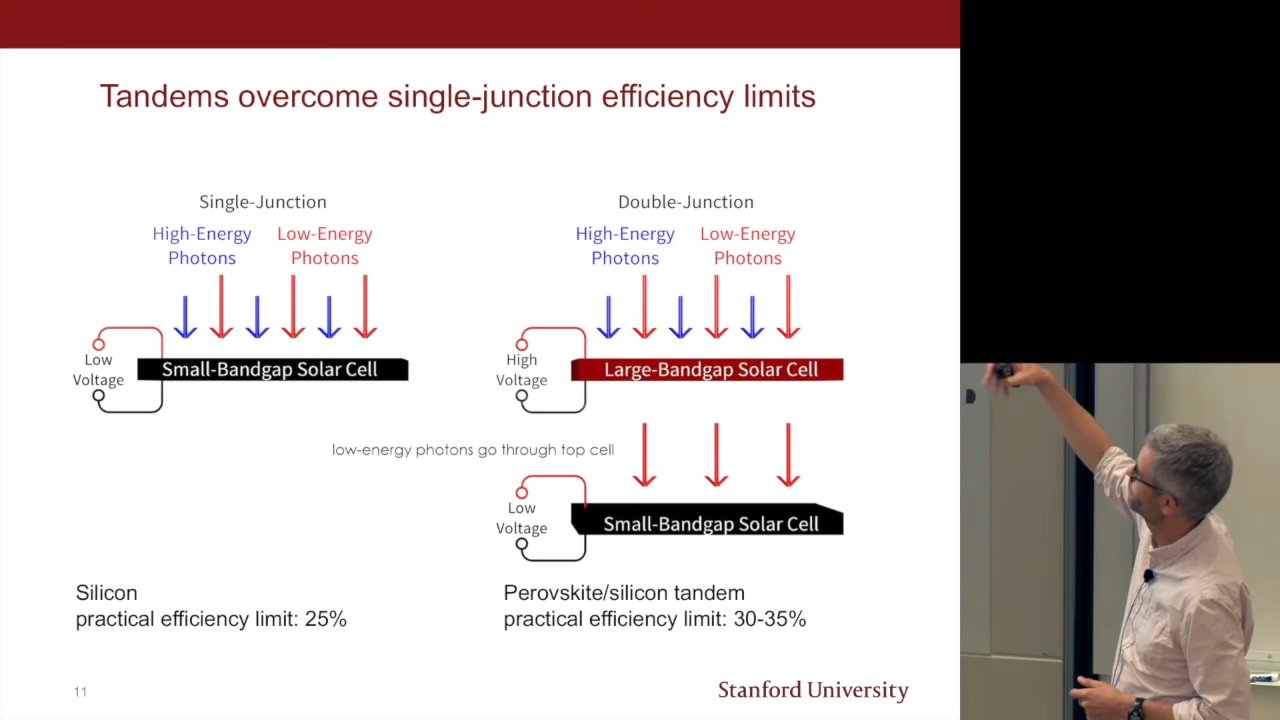 Tandems overcome single-junction efficiency limits
Single-Junction
High-Energy
Photons
Low-Energy
Photons
Low
Voltage
Small-Bandgap Solar Cell
Double-Junction
High-Energy
Photons
Low-Energy
Photons
High
Voltage
Large-Bandgap Solar Cell
low-energy photons go through top cell
Low
Voltage
Small-Bandgap Solar Cell
Silicon
practical efficiency limit: 25%
Perovskite/silicon tandem
practical efficiency limit: 30-35%
11
Stanford University